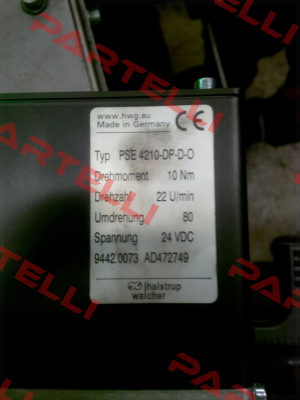 www.hwg.eu
Made in Germany CE
Typ PSE 4210-DP-D-O
Drehmoment 10 Nm
Drehzahl 22 U/min
Umdrehung 80
Spannung 24 VDC
9442.0073 AD472749
halstrup
walcher
PARTELLI
PARTELLI
PARTELLI
PARTELLI